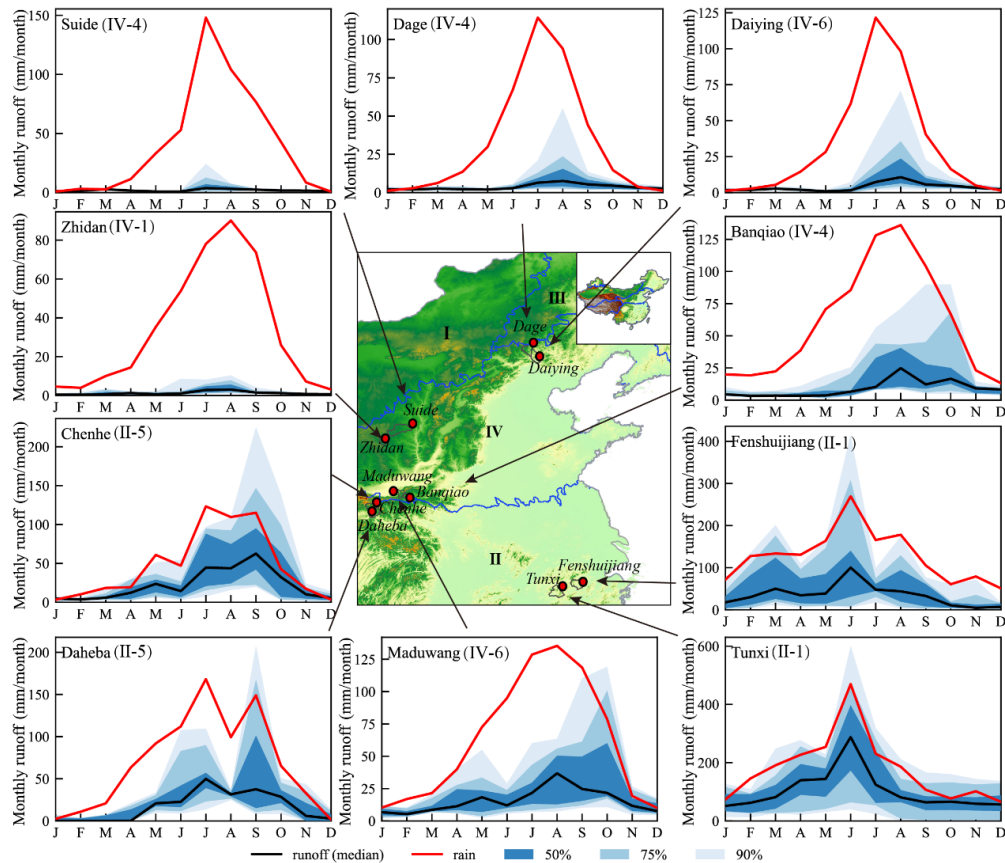 Suide (IV-4)
Monthly runoff (mm/month)
150
100
50
0
J F M A M J J A S O N D
Dage (IV-4)
Monthly runoff (mm/month)
100
75
50
25
0
J F M A M J J A S O N D
Daiying (IV-6)
Monthly runoff (mm/month)
125
100
75
50
25
0
J F M A M J J A S O N D
Zhidan (IV-1)
Monthly runoff (mm/month)
80
60
40
20
0
J F M A M J J A S O N D
I
III
Dage
Daiying
Suide
IV
Zhidan
Maduwang
Banqiao
Chenhe
Daheba
II
Fenshuijiang
Tunxi
Banqiao (IV-4)
Monthly runoff (mm/month)
125
100
75
50
25
0
J F M A M J J A S O N D
Chenhe (II-5)
Monthly runoff (mm/month)
200
150
100
50
0
J F M A M J J A S O N D
Fenshuijiang (II-1)
Monthly runoff (mm/month)
400
300
200
100
0
J F M A M J J A S O N D
Daheba (II-5)
Monthly runoff (mm/month)
200
150
100
50
0
J F M A M J J A S O N D
Maduwang (IV-6)
Monthly runoff (mm/month)
125
100
75
50
25
0
J F M A M J J A S O N D
Tunxi (II-1)
Monthly runoff (mm/month)
600
400
200
0
J F M A M J J A S O N D
runoff (median) rain 50% 75% 90%